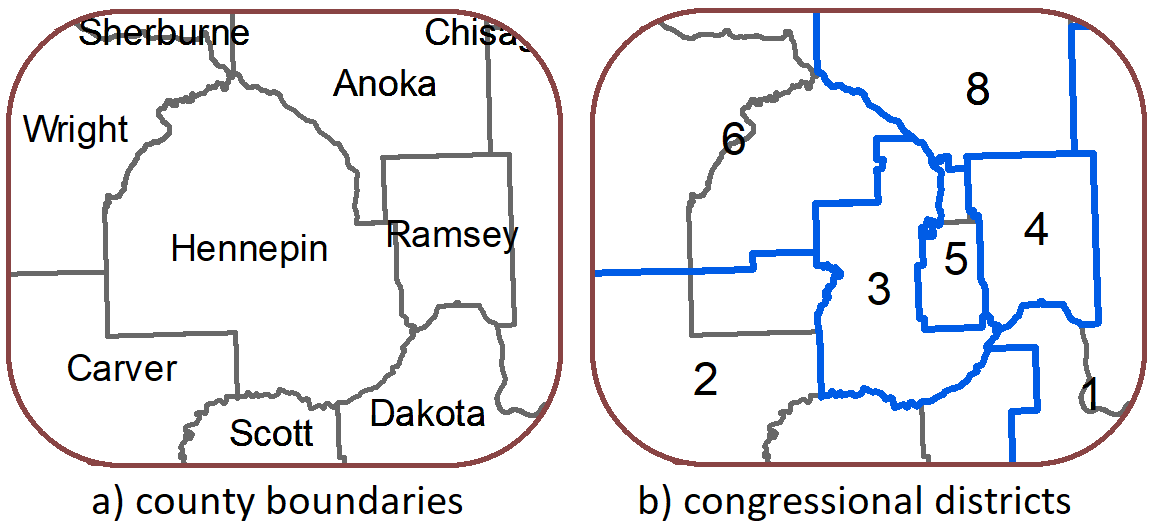 Sherburne
Chisag
Anoka
Wright
Ramsey
Hennepin
Carver
Dakota
Scott
8
6
4
5
3
2
1
a) county boundaries
b) congressional districts